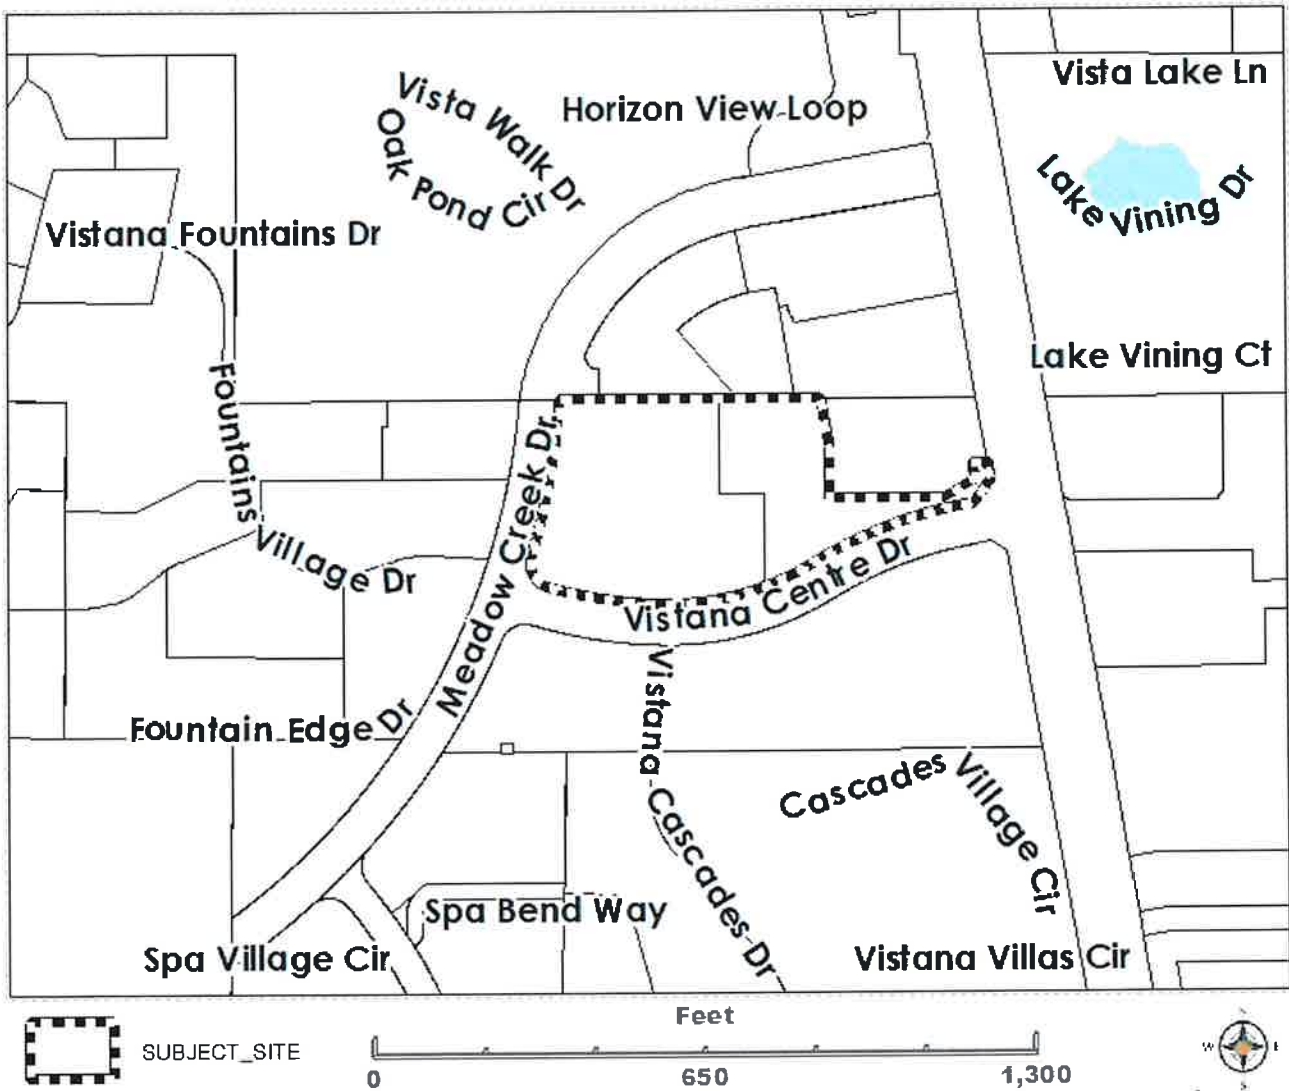 Vista Lake Ln
Vista Walk Dr
Horizon View Loop
Oak Pond Cir
Lake Vining Dr
Vistana Fountains Dr
Lake Vining Ct
Fountains Village Dr
Meadow Creek Dr
Vistana Centre Dr
Fountain Edge Dr
Vistana Cascades Dr
Cascades Village Cir
Spa Bend Way
Spa Village Cir
Vistana Villas Cir
SUBJECT_SITE
Feet
0 650 1,300
W E